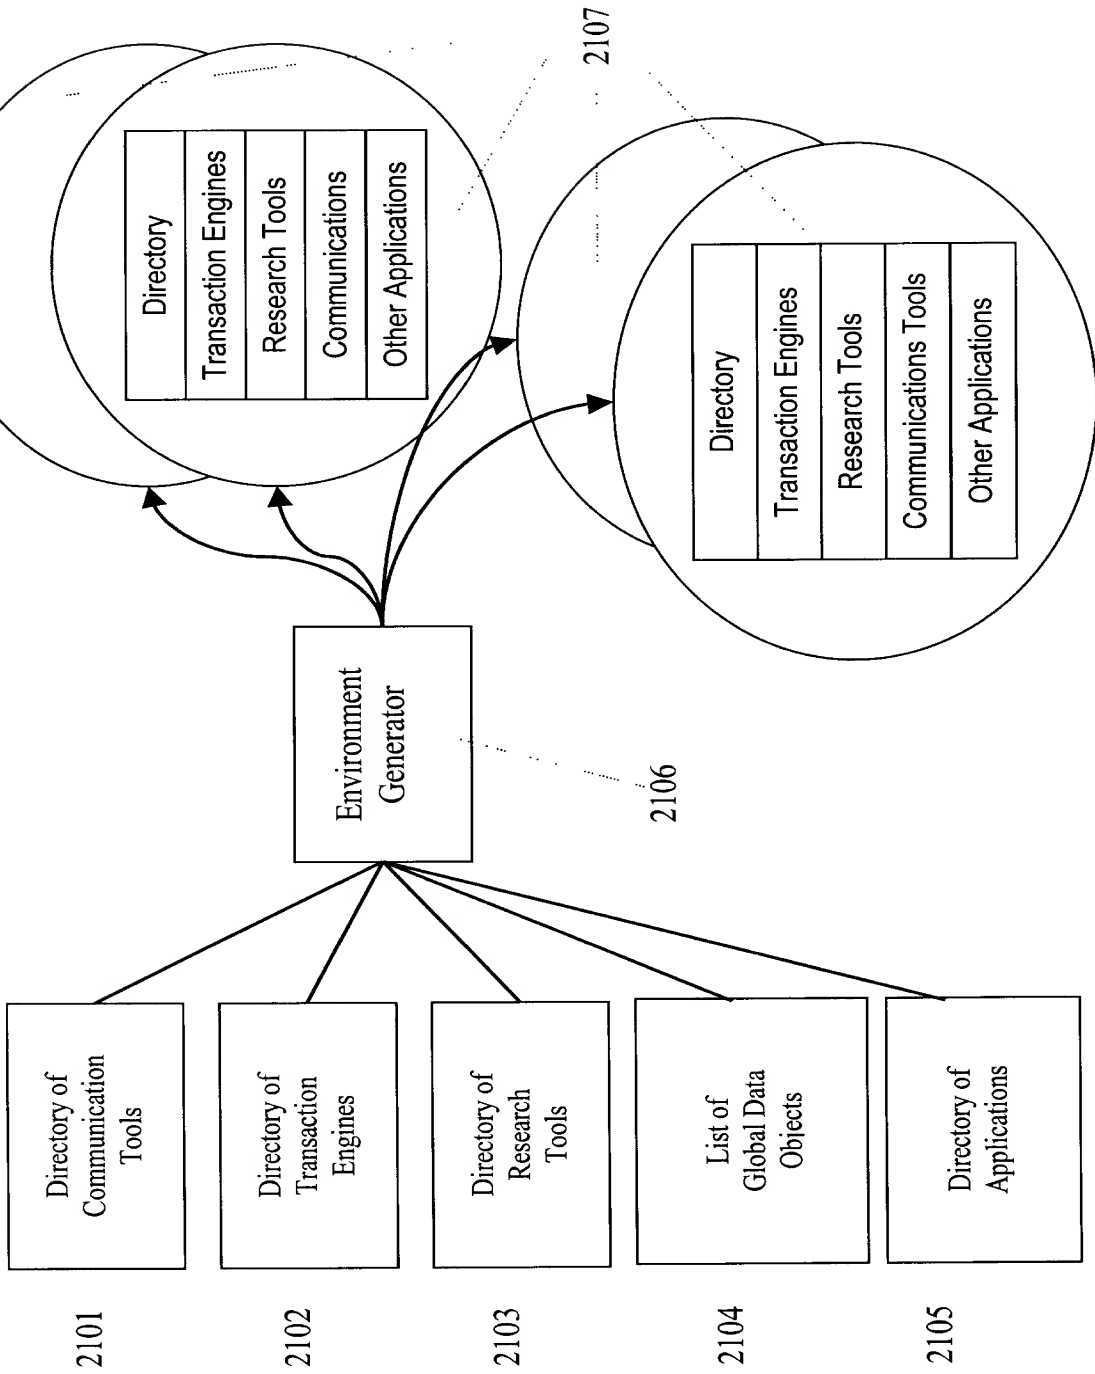 2101
Directory of
Communication
Tools
2102
Directory of
Transaction
Engines
2103
Directory of
Research
Tools
2104
List of
Global Data
Objects
2105
Directory of
Applications
Environment
Generator
2106
Directory
Transaction Engines
Research Tools
Communications
Other Applications
2107
Directory
Transaction Engines
Research Tools
Communications Tools
Other Applications